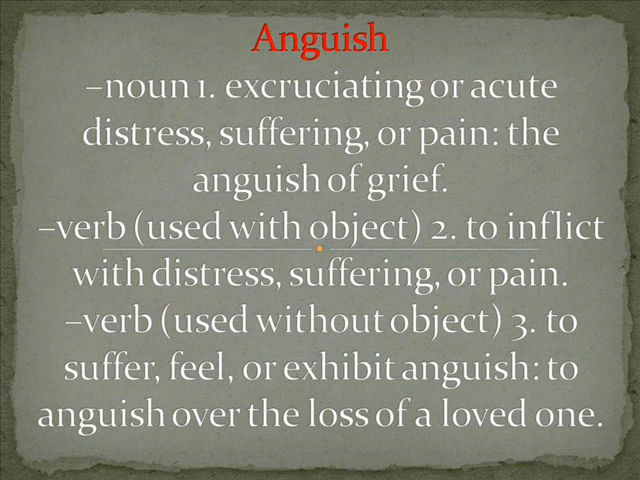 Anguish
–noun 1. excruciating or acute
distress, suffering, or pain: the
anguish of grief.
–verb (used with object) 2. to inflict
with distress, suffering, or pain.
–verb (used without object) 3. to
suffer, feel, or exhibit anguish: to
anguish over the loss of a loved one.